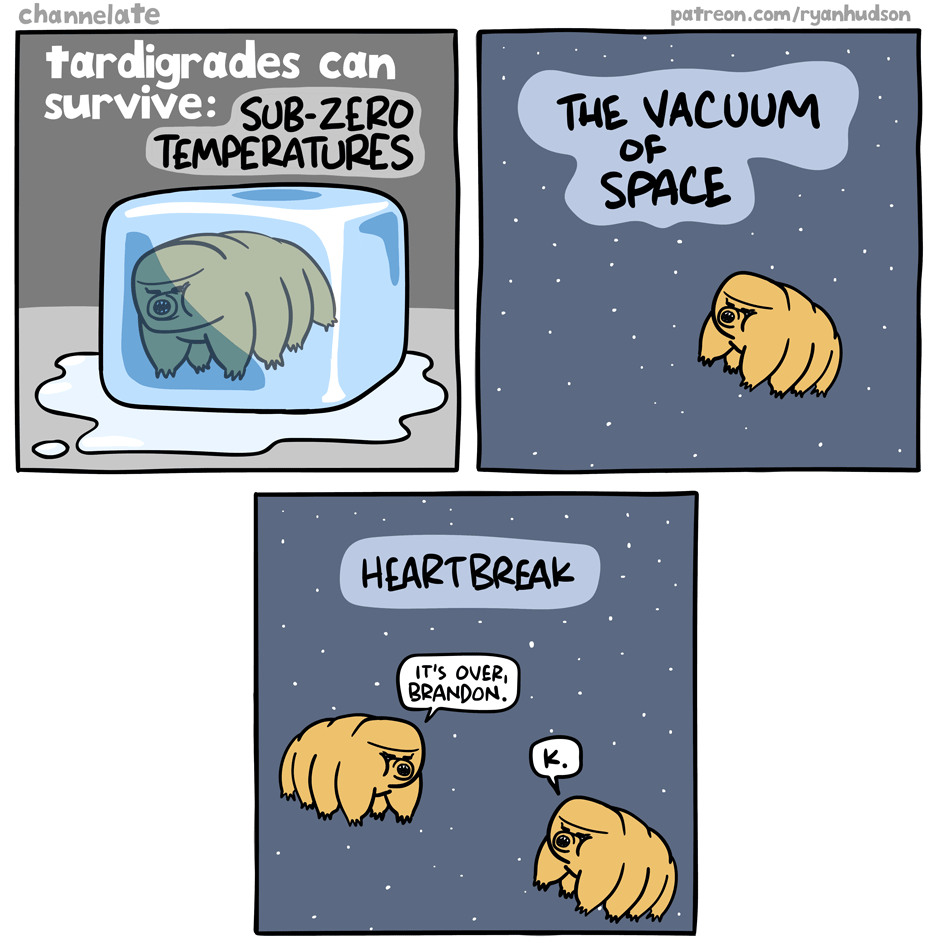 channelate
patreon.com/ryanhudson
tardigrades can
survive: SUB-ZERO
TEMPERATURES
THE VACUUM
OF
SPACE
HEARTBREAK
IT'S OVER,
BRANDON.
K.